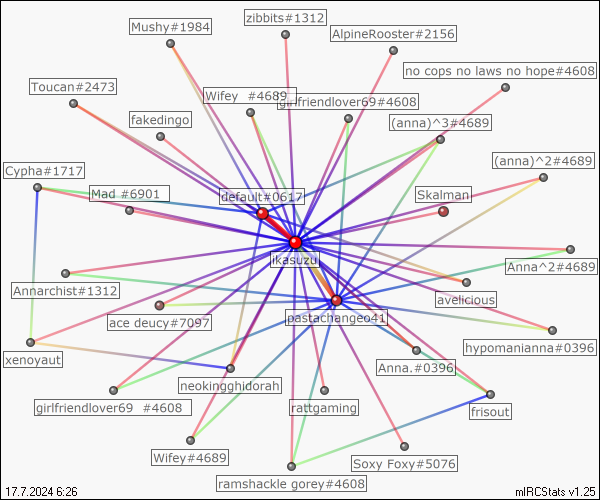 zibbits#1312
Mushy#1984
AlpineRooster#2156
no cops no laws no hope#4608
Toucan#2473
Wifey  #4689
girlfriendlover69#4608
fakedingo
(anna)^3#4689
(anna)^2#4689
Cypha#1717
Mad #6901
default#0617
Skalman
ikasuzu
Anna^2#4689
Annarchist#1312
avelicious
ace deucy#7097
pastachangeo41
hypomanianna#0396
xenoyaut
Anna.#0396
neokingghidorah
girlfriendlover69  #4608
rattgaming
frisout
Wifey#4689
Soxy Foxy#5076
ramshackle gorey#4608
17.7.2024 6:26
mIRCStats v1.25